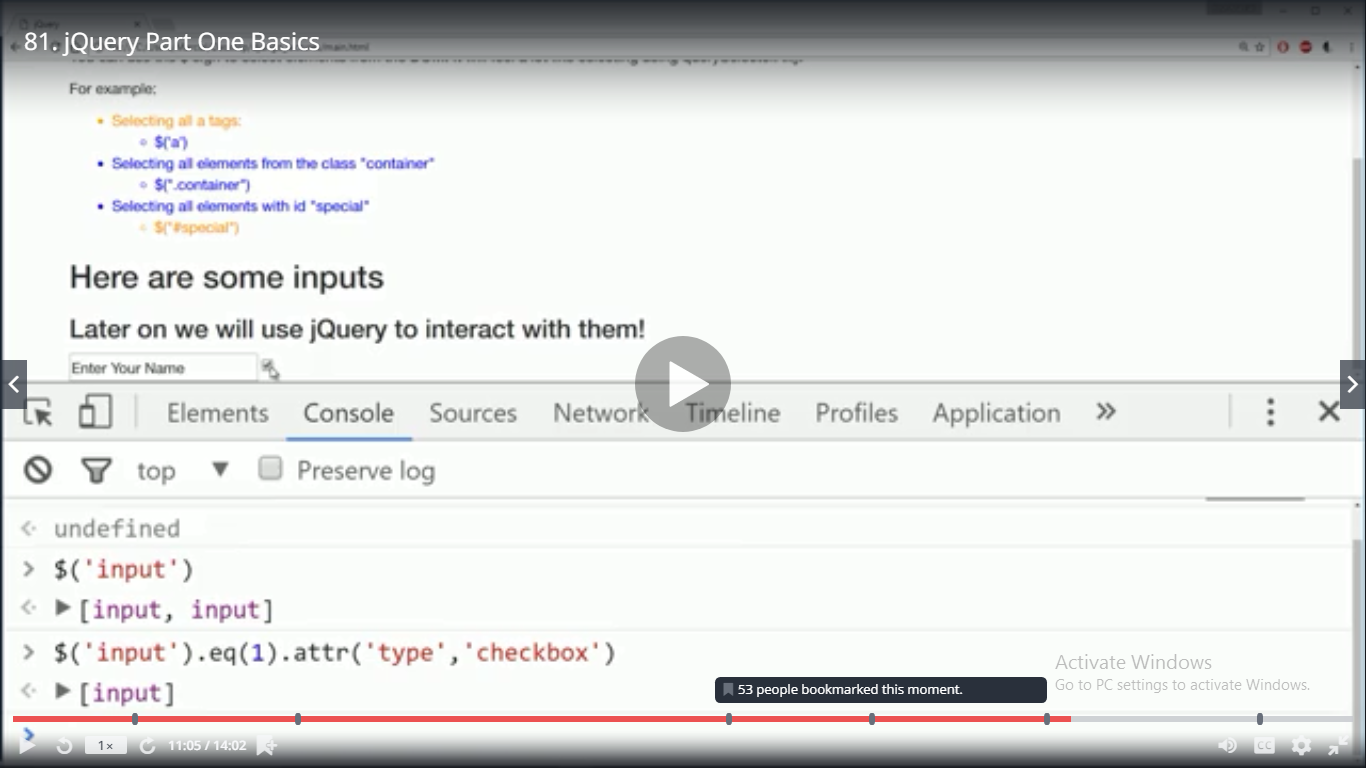 81. jQuery Part One Basics
For example:
Selecting all a tags:
$('a')
Selecting all elements from the class "container"
$(".container")
Selecting all elements with id "special"
$("#special")
Here are some inputs
Later on we will use jQuery to interact with them!
Enter Your Name
Elements Console Sources Network Timeline Profiles Application »
top Preserve log
undefined
> $('input')
[input, input]
> $('input').eq(1).attr('type','checkbox')
[input]
Activate Windows
Go to PC settings to activate Windows.
53 people bookmarked this moment.
1× 11:05 / 14:02 CC